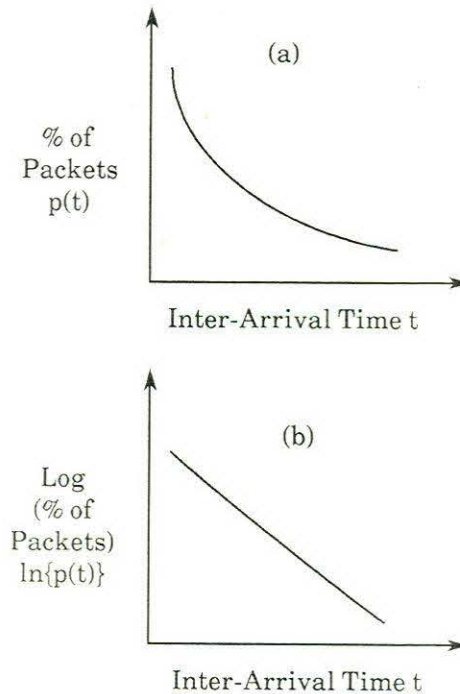 (a)
% of
Packets
p(t)
Inter-Arrival Time t
(b)
Log
(% of
Packets)
ln{p(t)}
Inter-Arrival Time t